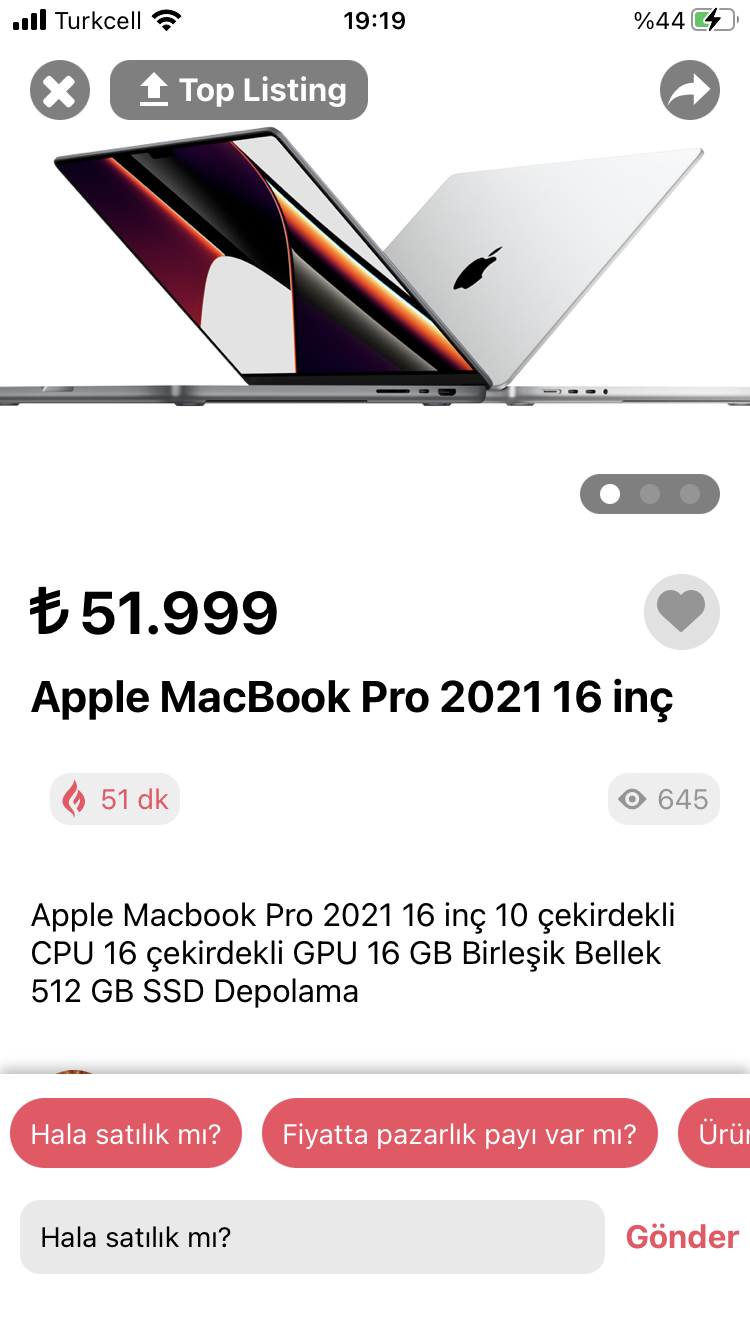 Turkcell 19:19 %44
Top Listing
₺51.999
Apple MacBook Pro 2021 16 inç
51 dk 645
Apple Macbook Pro 2021 16 inç 10 çekirdekli
CPU 16 çekirdekli GPU 16 GB Birleşik Bellek
512 GB SSD Depolama
Hala satılık mı? Fiyatta pazarlık payı var mı?
Hala satılık mı? Gönder